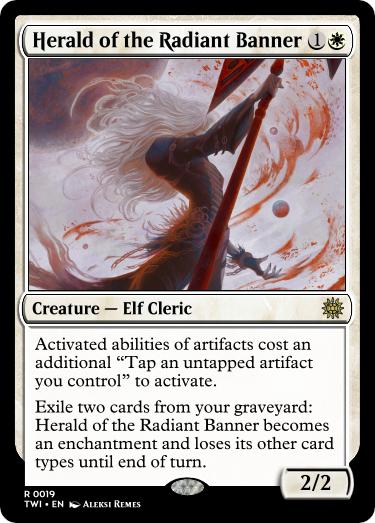 Herald of the Radiant Banner 1
Creature — Elf Cleric
Activated abilities of artifacts cost an
additional “Tap an untapped artifact
you control” to activate.
Exile two cards from your graveyard:
Herald of the Radiant Banner becomes
an enchantment and loses its other card
types until end of turn.
2/2
R 0019
TWI • EN Aleksi Remes